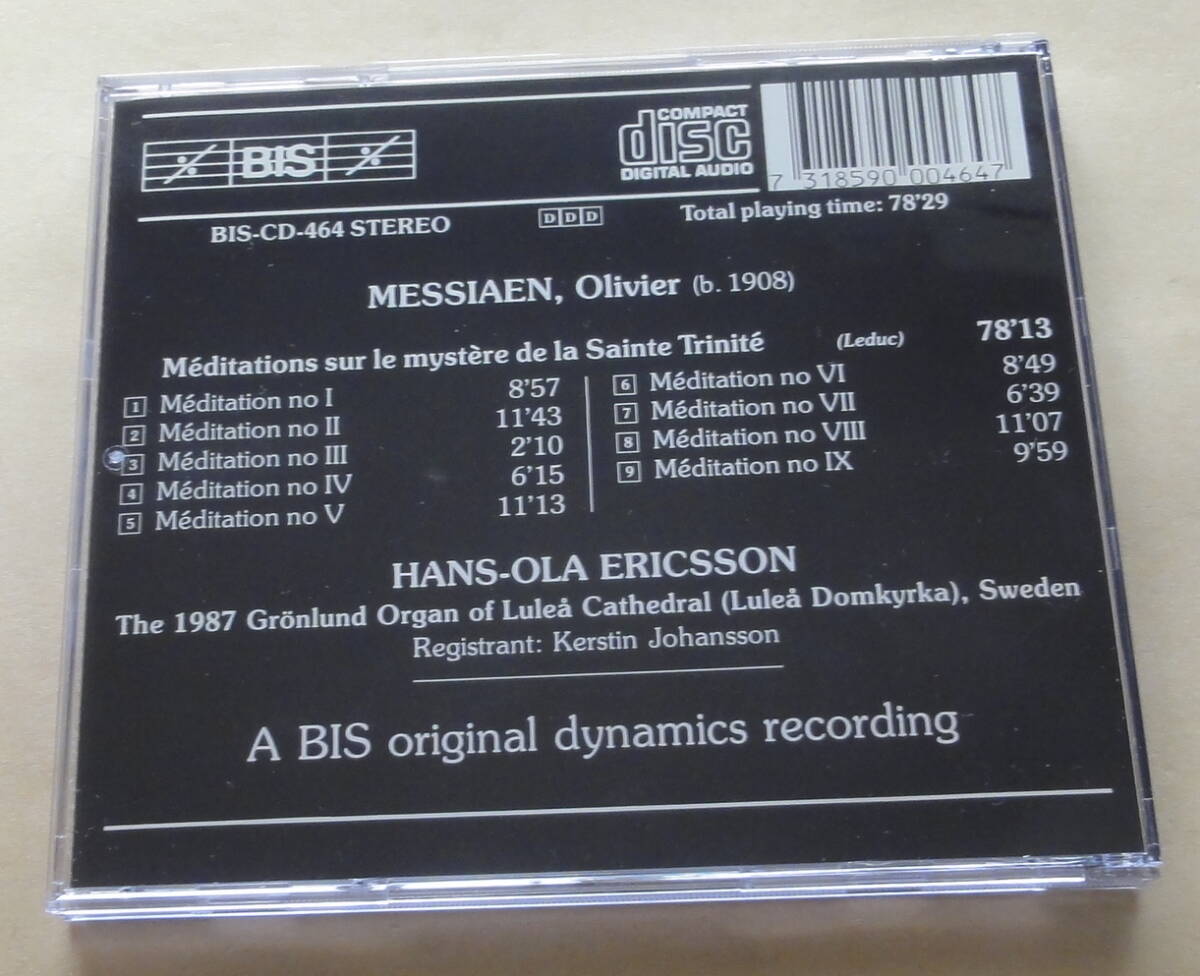 BIS
COMPACT
disc
DIGITAL AUDIO
7 318590 004647
BIS-CD-464 STEREO
DDD
Total playing time: 78'29
MESSIAEN, Olivier (b. 1908)
Méditations sur le mystère de la Sainte Trinité (Leduc) 78'13
1 Méditation no I 8'57
2 Méditation no II 11'43
3 Méditation no III 2'10
4 Méditation no IV 6'15
5 Méditation no V 11'13
6 Méditation no VI 8'49
7 Méditation no VII 6'39
8 Méditation no VIII 11'07
9 Méditation no IX 9'59
HANS-OLA ERICSSON
The 1987 Grönlund Organ of Luleå Cathedral (Luleå Domkyrka), Sweden
Registrant: Kerstin Johansson
A BIS original dynamics recording